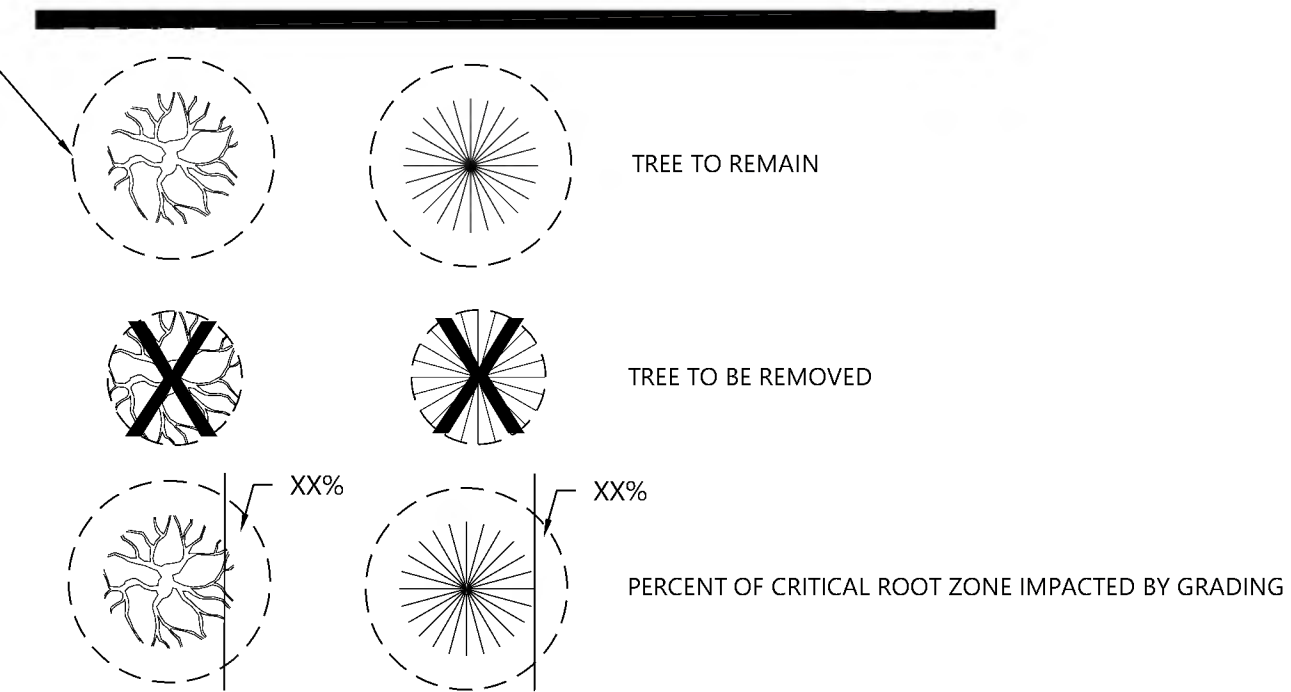 TREE TO REMAIN
TREE TO BE REMOVED
XX%
XX%
PERCENT OF CRITICAL ROOT ZONE IMPACTED BY GRADING